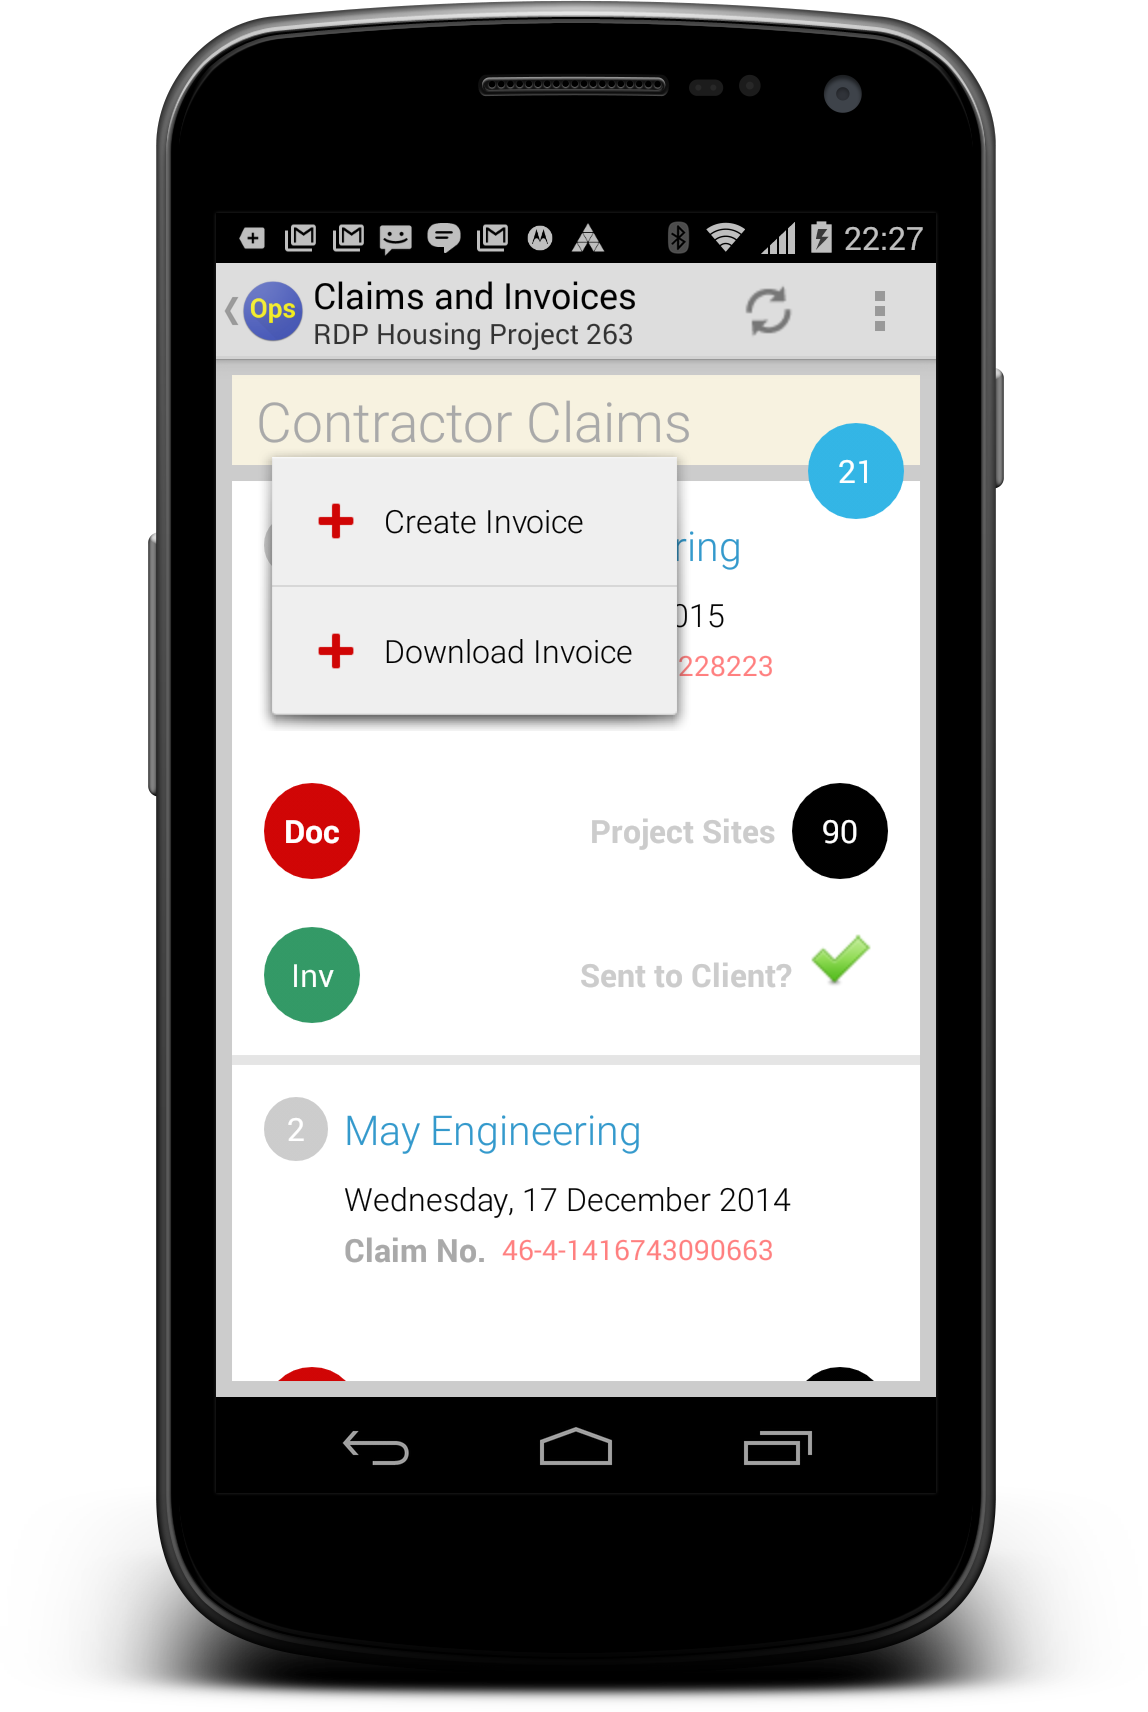 22:27
Ops
Claims and Invoices
RDP Housing Project 263
Contractor Claims
21
Create Invoice
Download Invoice
ring
015
228223
Doc
Project Sites
90
Inv
Sent to Client?
2
May Engineering
Wednesday, 17 December 2014
Claim No. 46-4-1416743090663